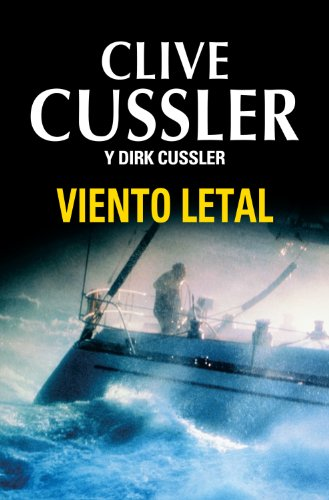 CLIVE
CUSSLER
Y DIRK CUSSLER
VIENTO LETAL